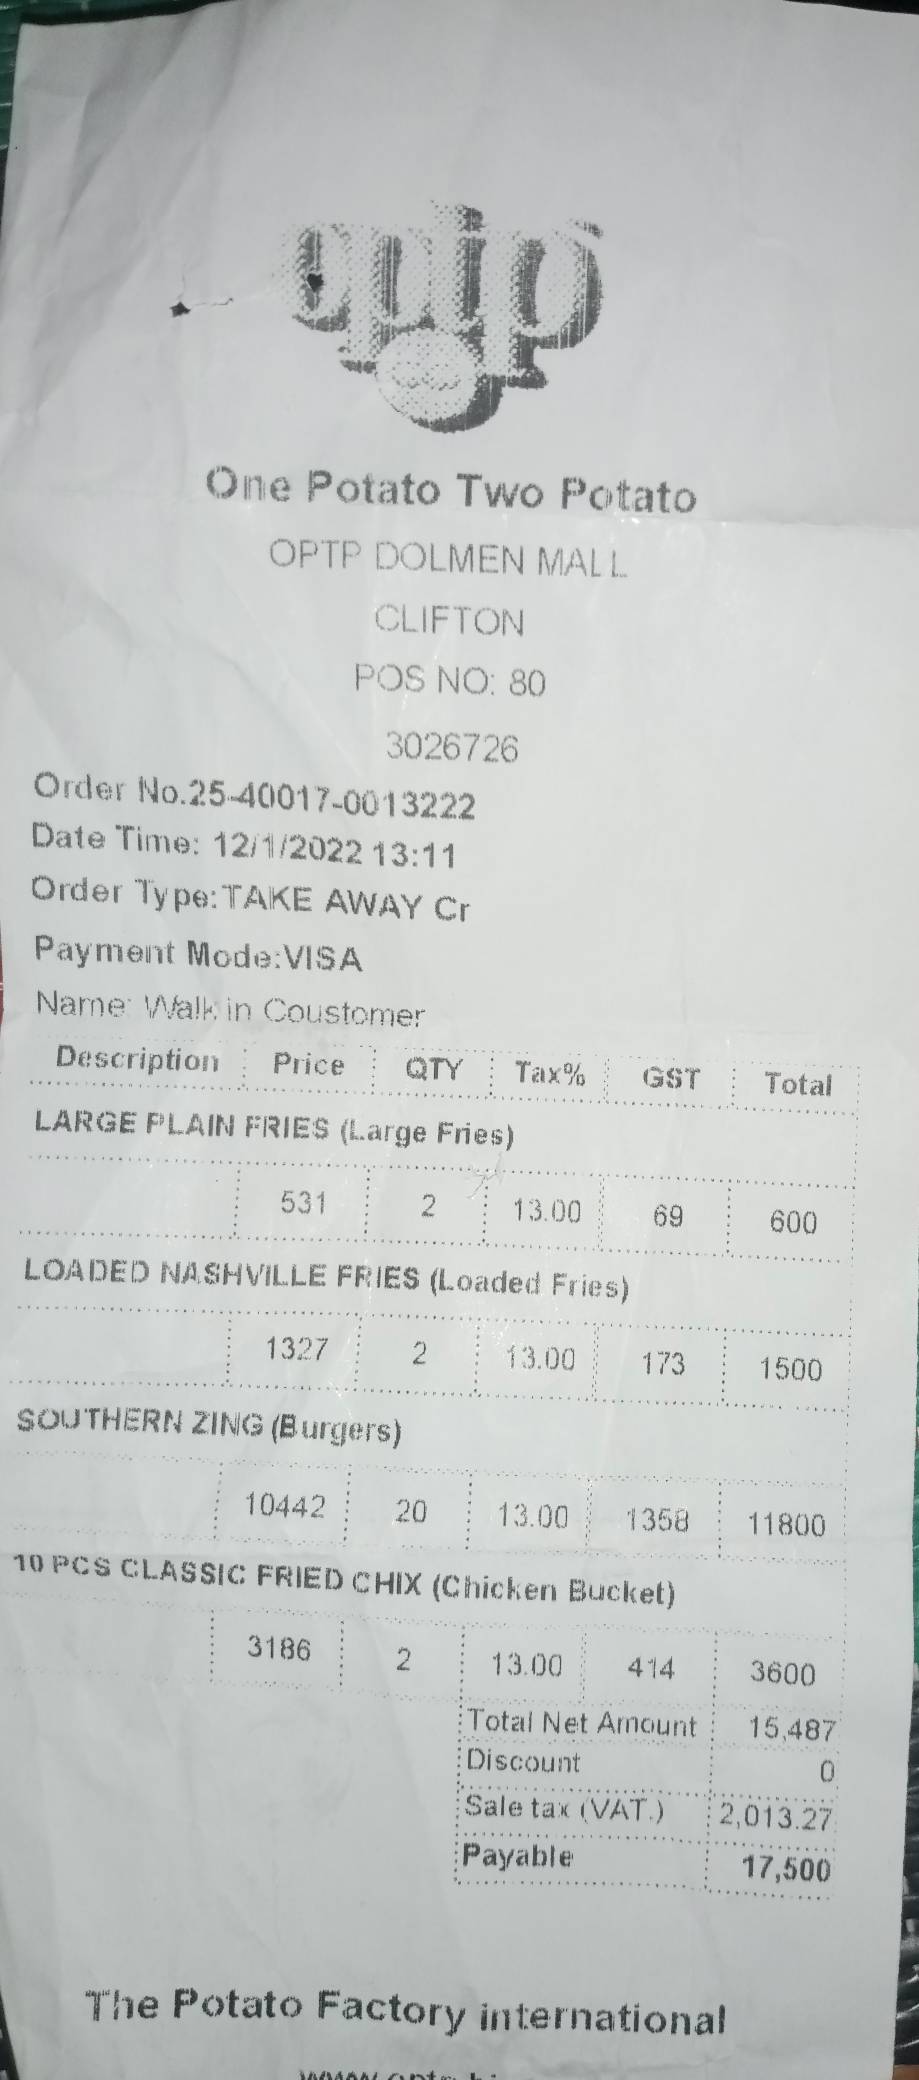 optp
One Potato Two Potato
OPTP DOLMEN MALL
CLIFTON
POS NO: 80
3026726
Order No.25-40017-0013222
Date Time: 12/1/2022 13:11
Order Type:TAKE AWAY Cr
Payment Mode:VISA
Name: Walk in Coustomer
Description Price QTY Tax% GST Total
LARGE PLAIN FRIES (Large Fries)
531 2 13.00 69 600
LOADED NASHVILLE FRIES (Loaded Fries)
1327 2 13.00 173 1500
SOUTHERN ZING (Burgers)
10442 20 13.00 1358 11800
10 PCS CLASSIC FRIED CHIX (Chicken Bucket)
3186 2 13.00 414 3600
Total Net Amount 15,487
Discount 0
Sale tax (VAT.) 2,013.27
Payable 17,500
The Potato Factory international